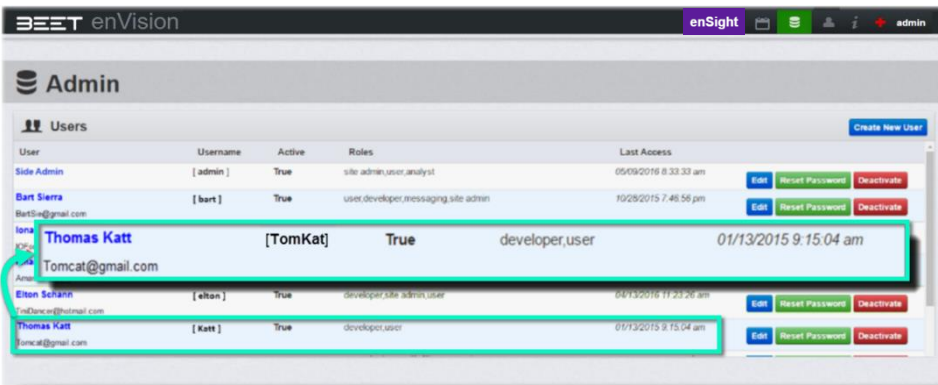 BEET enVision enSight i admin
Admin
Users Create New User
User Username Active Roles Last Access
Side Admin [ admin ] True site admin,user,analyst 05/09/2016 8:33:33 am Edit Reset Password Deactivate
Bart Sierra [ bart ] True user,developer,messaging,site admin 10/28/2015 7:46:56 pm Edit Reset Password Deactivate
BartSie@gmail.com
Iona
Thomas Katt [TomKat] True developer,user 01/13/2015 9:15:04 am
Tomcat@gmail.com
Elton Schann [ elton ] True developer,site admin,user 04/13/2016 11:23:26 am Edit Reset Password Deactivate
TiniDancer@hotmail.com
Thomas Katt [ Katt ] True developer,user 01/13/2015 9:15:04 am Edit Reset Password Deactivate
Tomcat@gmail.com